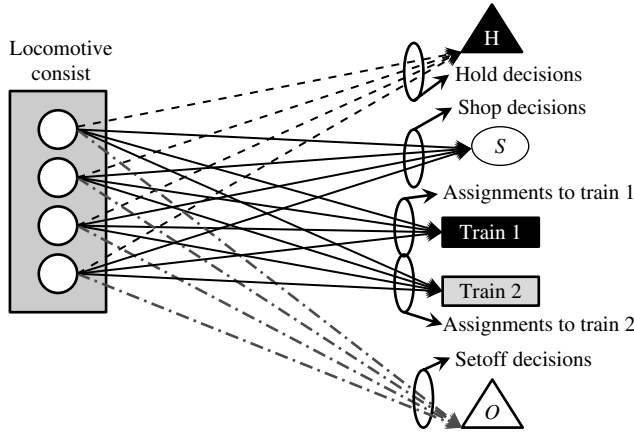 Locomotive
consist
H
Hold decisions
Shop decisions
S
Assignments to train 1
Train 1
Train 2
Assignments to train 2
Setoff decisions
O